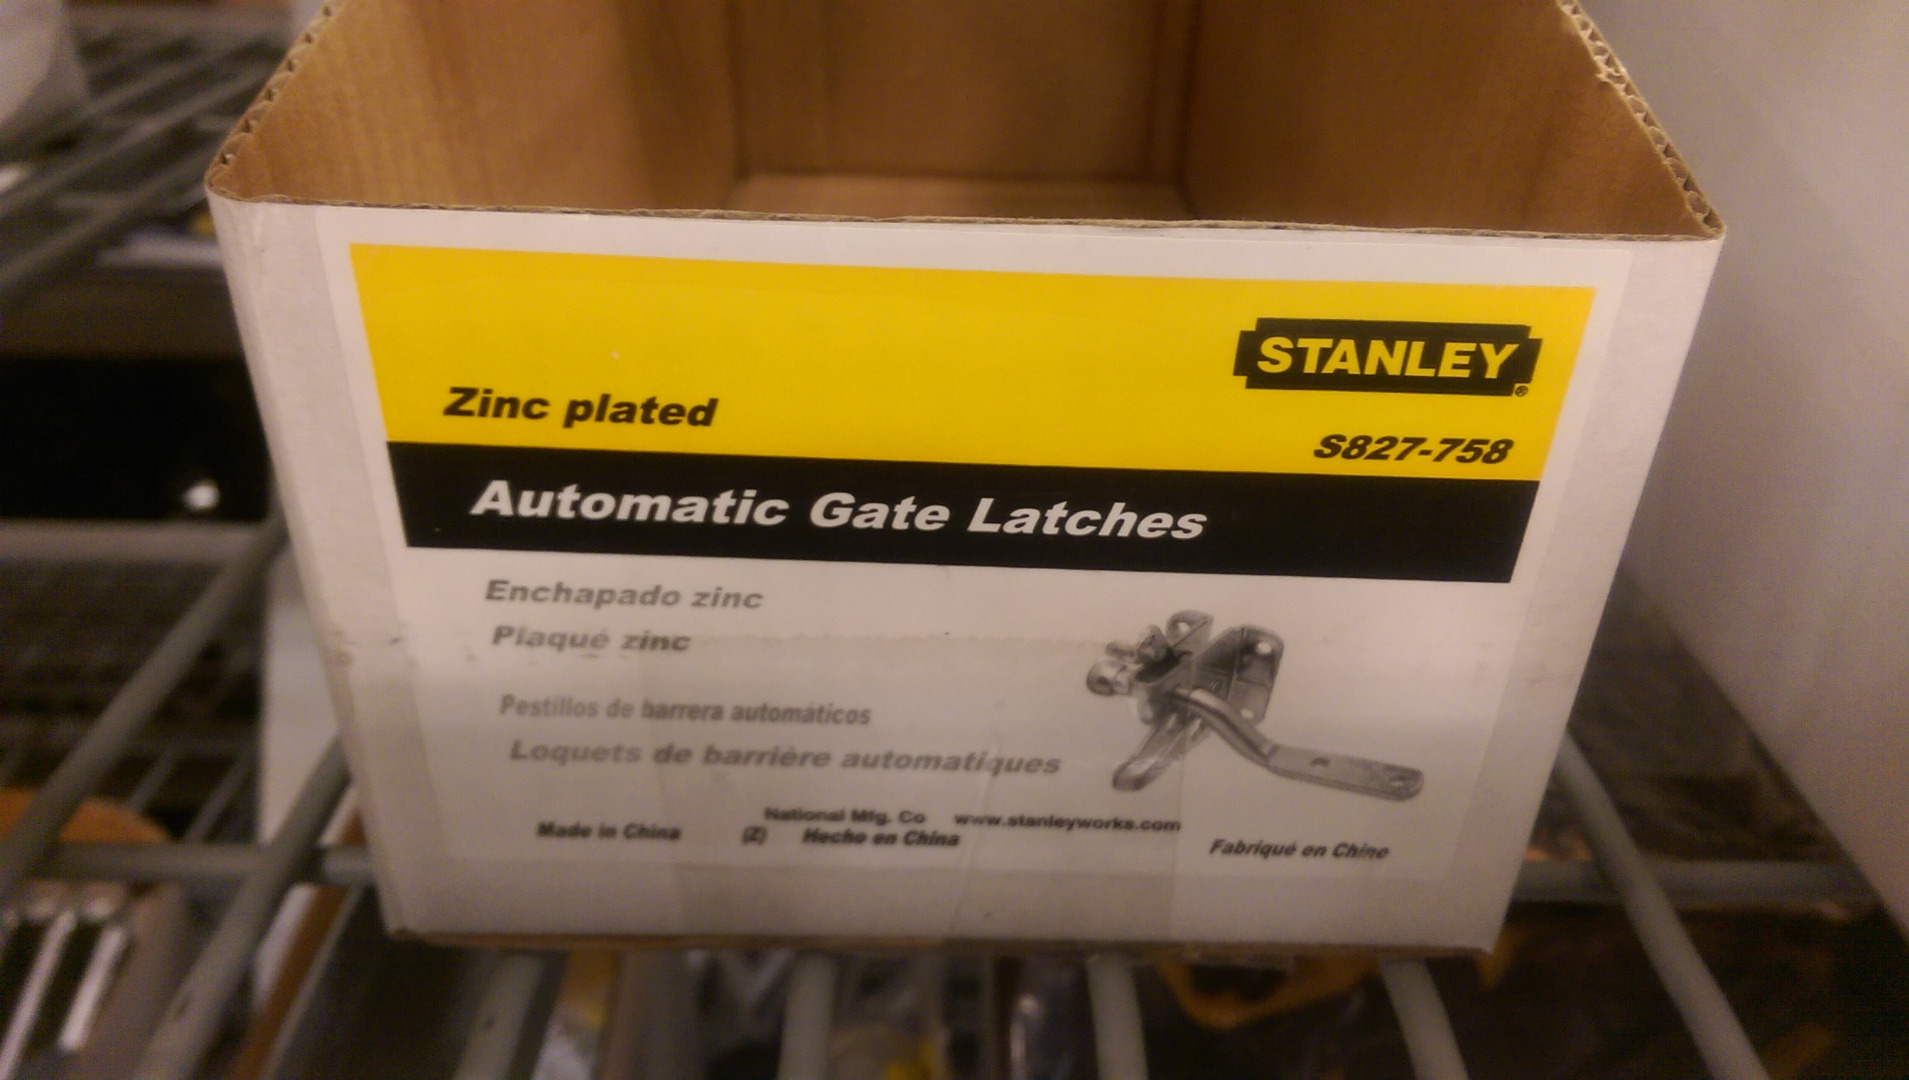 STANLEY®
Zinc plated
S827-758
Automatic Gate Latches
Enchapado zinc
Plaqué zinc
Pestillos de barrera automáticos
Loquets de barrière automatiques
National Mfg. Co www.stanleyworks.com
Made in China (Z) Hecho en China Fabriqué en Chine